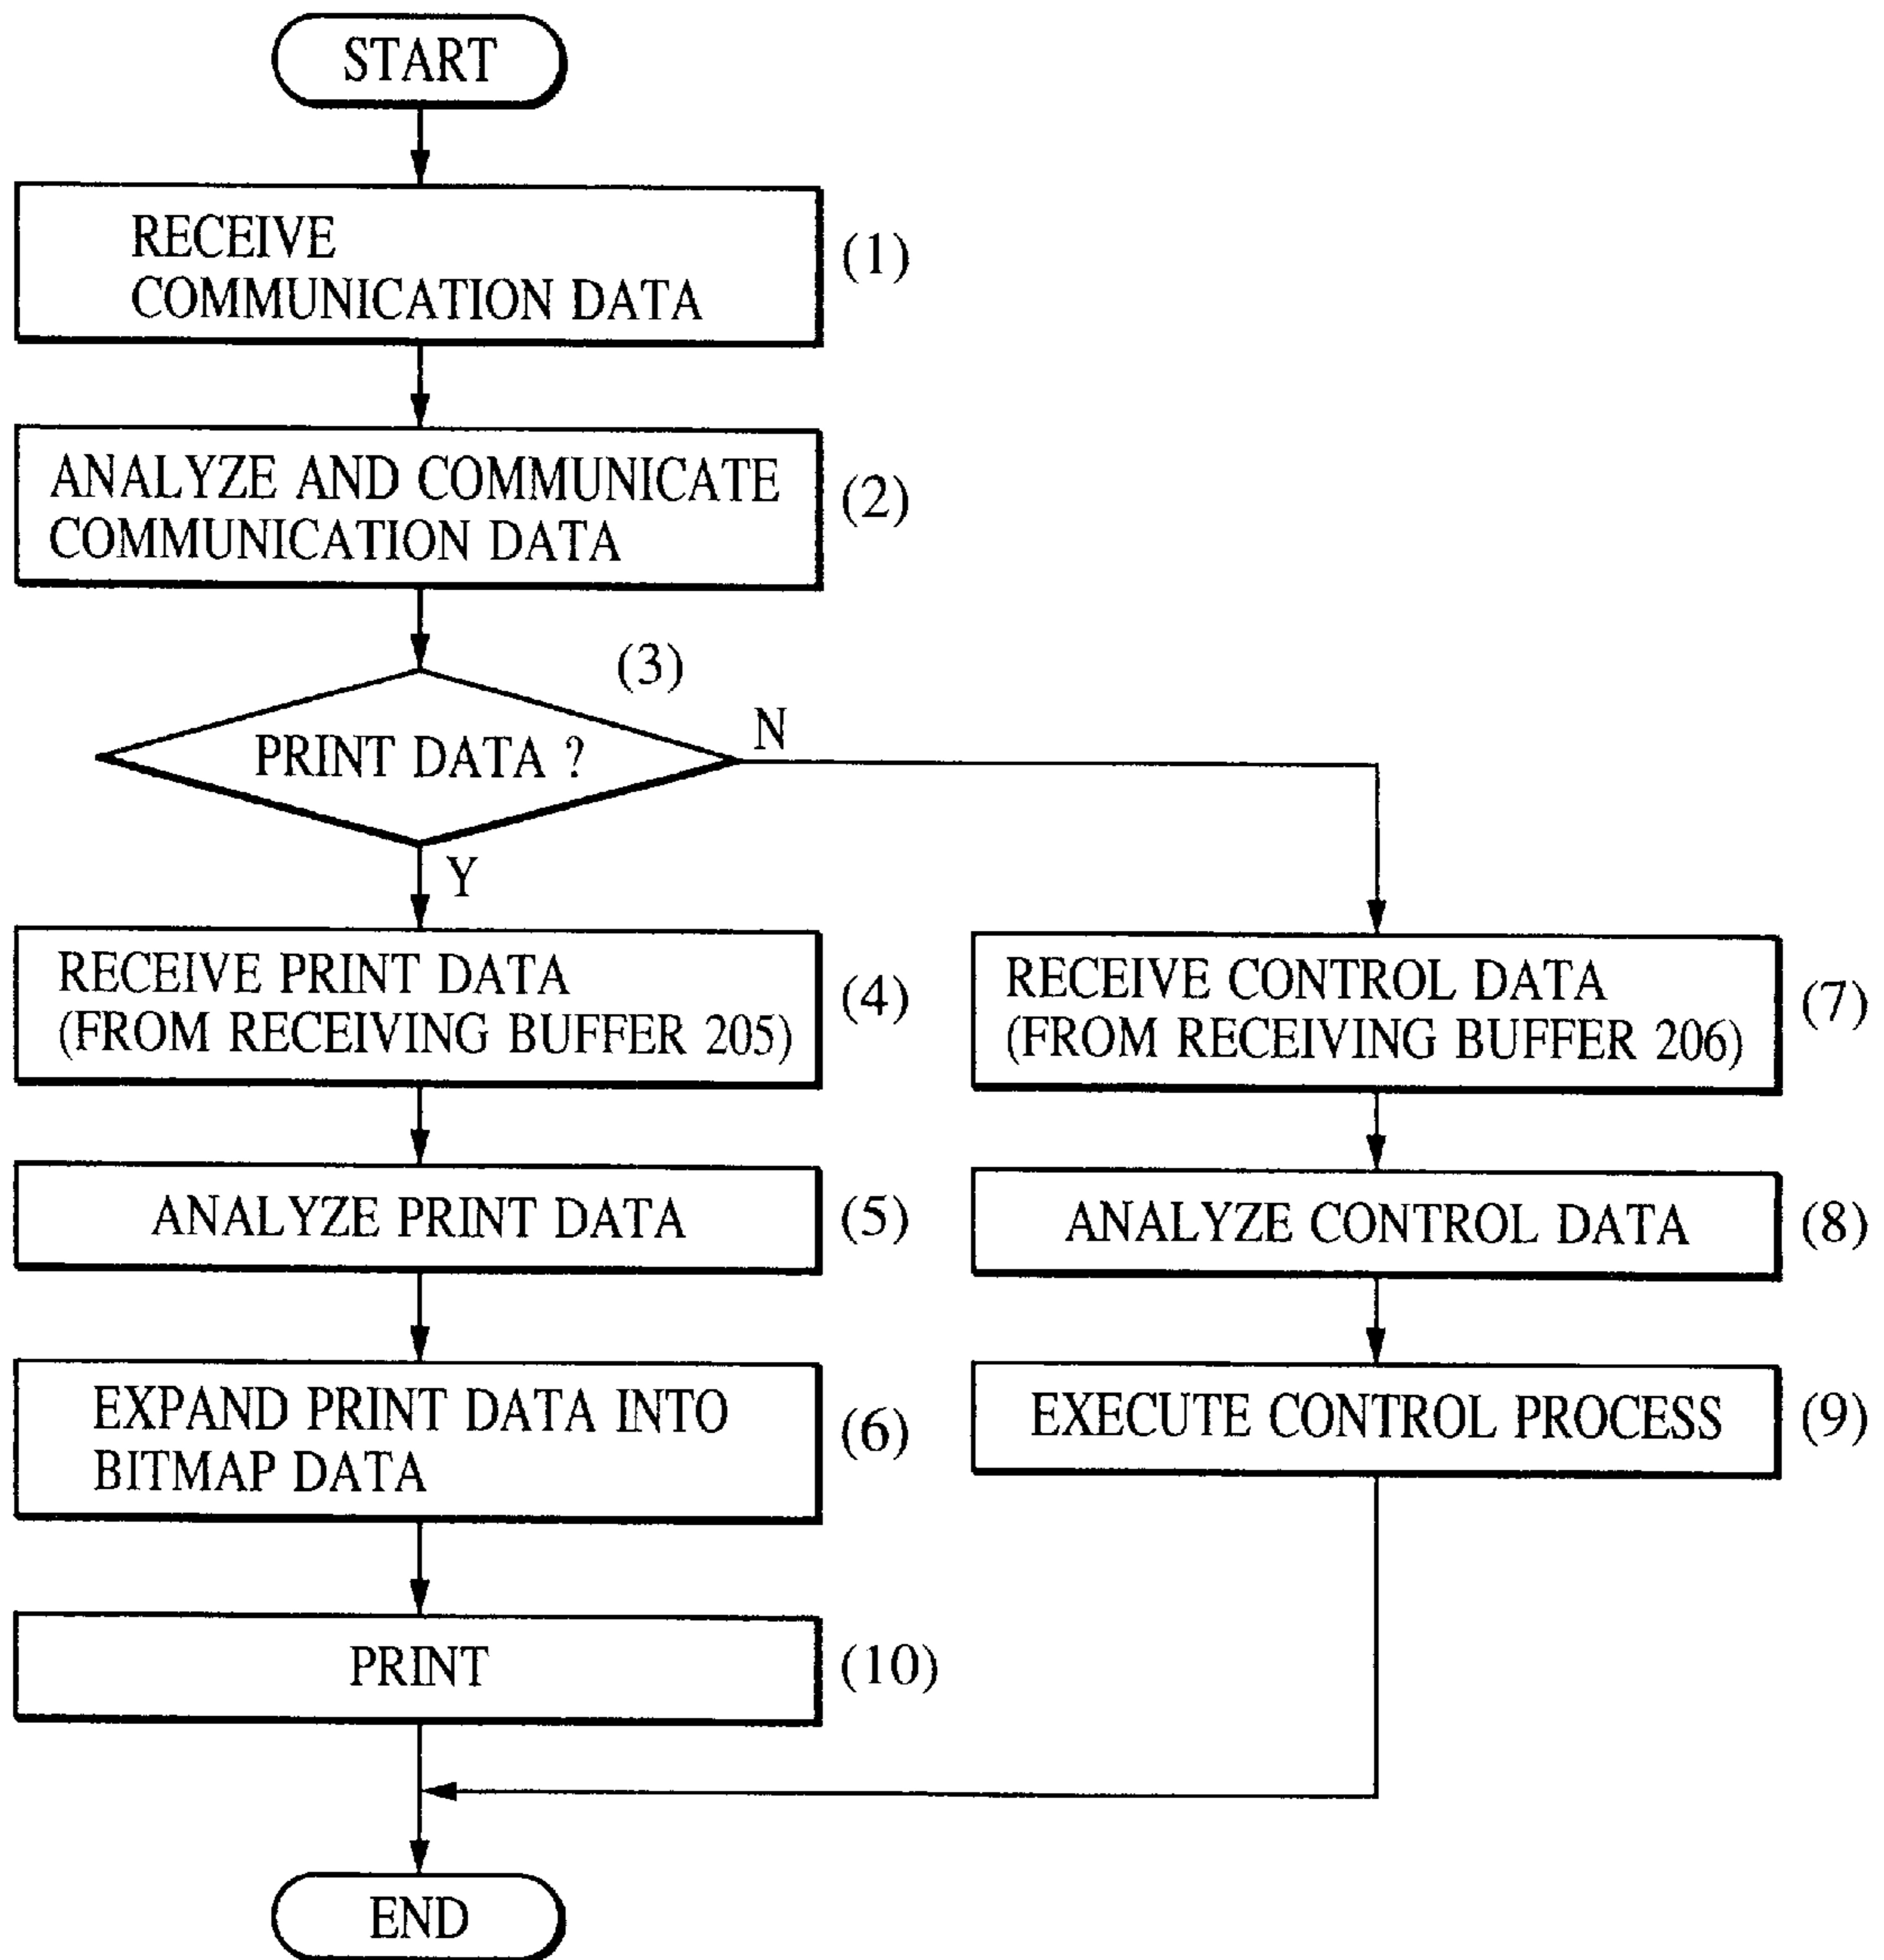 START
RECEIVE
COMMUNICATION DATA
(1)
ANALYZE AND COMMUNICATE
COMMUNICATION DATA
(2)
(3)
PRINT DATA ?
N
Y
RECEIVE PRINT DATA
(FROM RECEIVING BUFFER 205)
(4)
RECEIVE CONTROL DATA
(FROM RECEIVING BUFFER 206)
(7)
ANALYZE PRINT DATA
(5)
ANALYZE CONTROL DATA
(8)
EXPAND PRINT DATA INTO
BITMAP DATA
(6)
EXECUTE CONTROL PROCESS
(9)
PRINT
(10)
END